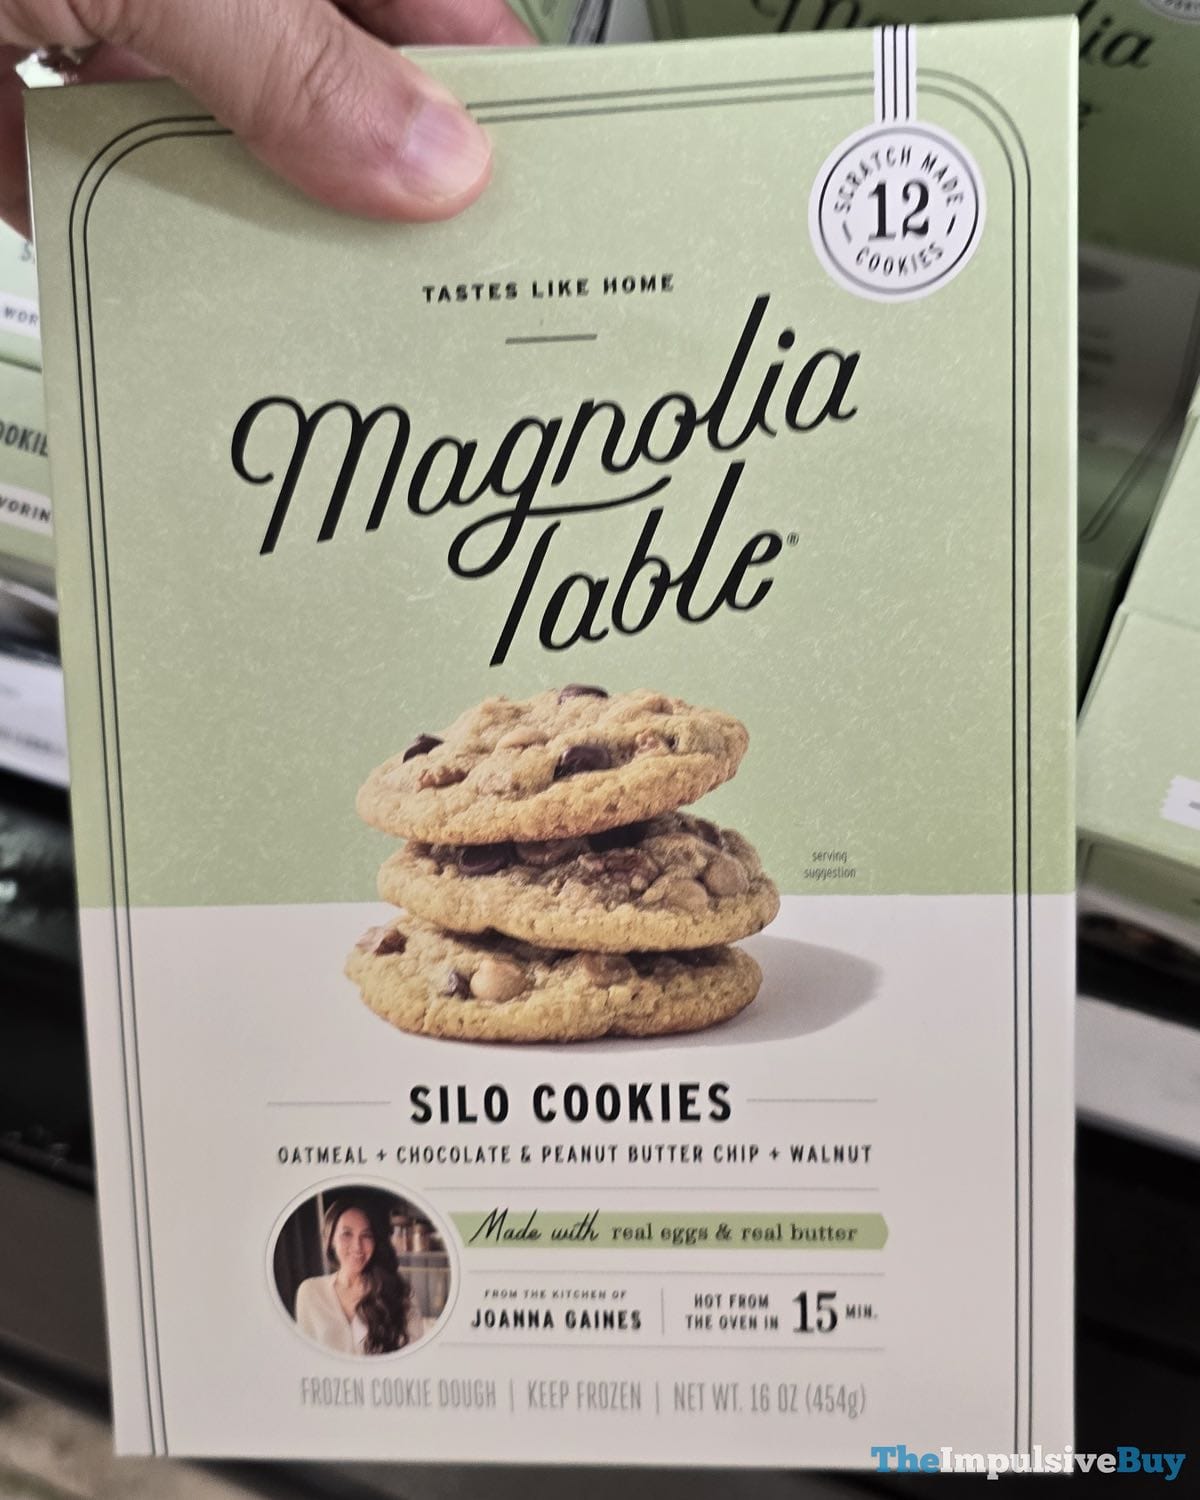 SCRATCH MADE
12
COOKIES
TASTES LIKE HOME
Magnolia
Table®
serving
suggestion
SILO COOKIES
OATMEAL + CHOCOLATE & PEANUT BUTTER CHIP + WALNUT
Made with real eggs & real butter
FROM THE KITCHEN OF
JOANNA GAINES
HOT FROM
THE OVEN IN 15 MIN.
FROZEN COOKIE DOUGH | KEEP FROZEN | NET WT. 16 OZ (454g)
TheImpulsiveBuy